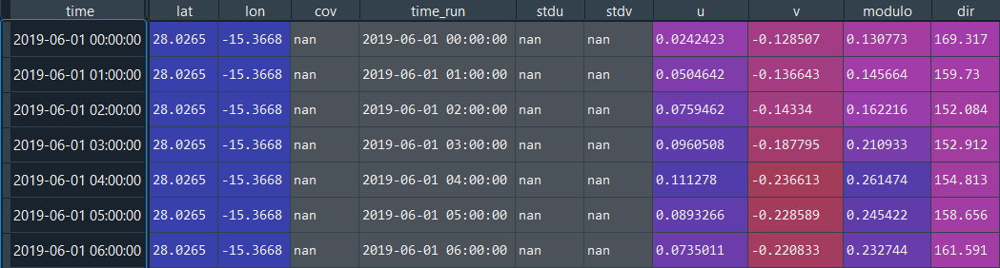 time lat lon cov time_run stdu stdv u v modulo dir
2019-06-01 00:00:00 28.0265 -15.3668 nan 2019-06-01 00:00:00 nan nan 0.0242423 -0.128507 0.130773 169.317
2019-06-01 01:00:00 28.0265 -15.3668 nan 2019-06-01 01:00:00 nan nan 0.0504642 -0.136643 0.145664 159.73
2019-06-01 02:00:00 28.0265 -15.3668 nan 2019-06-01 02:00:00 nan nan 0.0759462 -0.14334 0.162216 152.084
2019-06-01 03:00:00 28.0265 -15.3668 nan 2019-06-01 03:00:00 nan nan 0.0960508 -0.187795 0.210933 152.912
2019-06-01 04:00:00 28.0265 -15.3668 nan 2019-06-01 04:00:00 nan nan 0.111278 -0.236613 0.261474 154.813
2019-06-01 05:00:00 28.0265 -15.3668 nan 2019-06-01 05:00:00 nan nan 0.0893266 -0.228589 0.245422 158.656
2019-06-01 06:00:00 28.0265 -15.3668 nan 2019-06-01 06:00:00 nan nan 0.0735011 -0.220833 0.232744 161.591